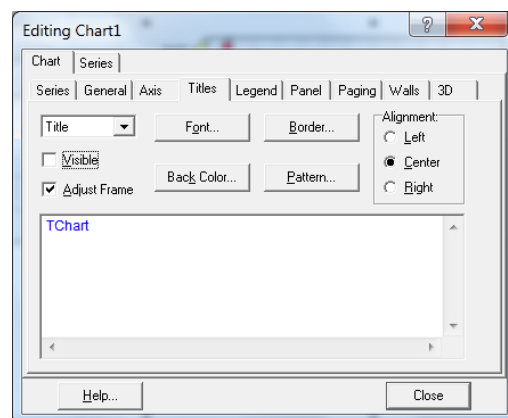 Editing Chart1
Chart Series
Series General Axis Titles Legend Panel Paging Walls 3D
Title Font... Border... Alignment:
Left
Visible
Center
Back Color... Pattern...
Adjust Frame
Right
TChart
Help... Close